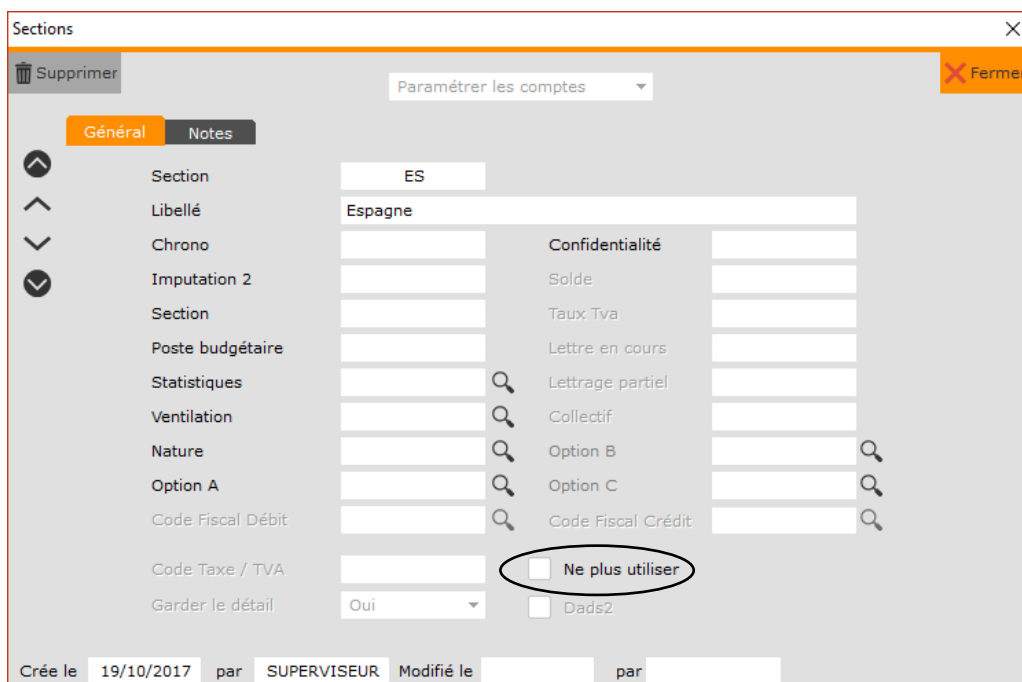 Sections
Supprimer
Paramétrer les comptes
Ferme
Général Notes
Section ES
Libellé Espagne
Chrono Confidentialité
Imputation 2 Solde
Section Taux Tva
Poste budgétaire Lettre en cours
Statistiques Lettrage partiel
Ventilation Collectif
Nature Option B
Option A Option C
Code Fiscal Débit Code Fiscal Crédit
Code Taxe / TVA Ne plus utiliser
Garder le détail Oui Dads2
Crée le 19/10/2017 par SUPERVISEUR Modifié le par